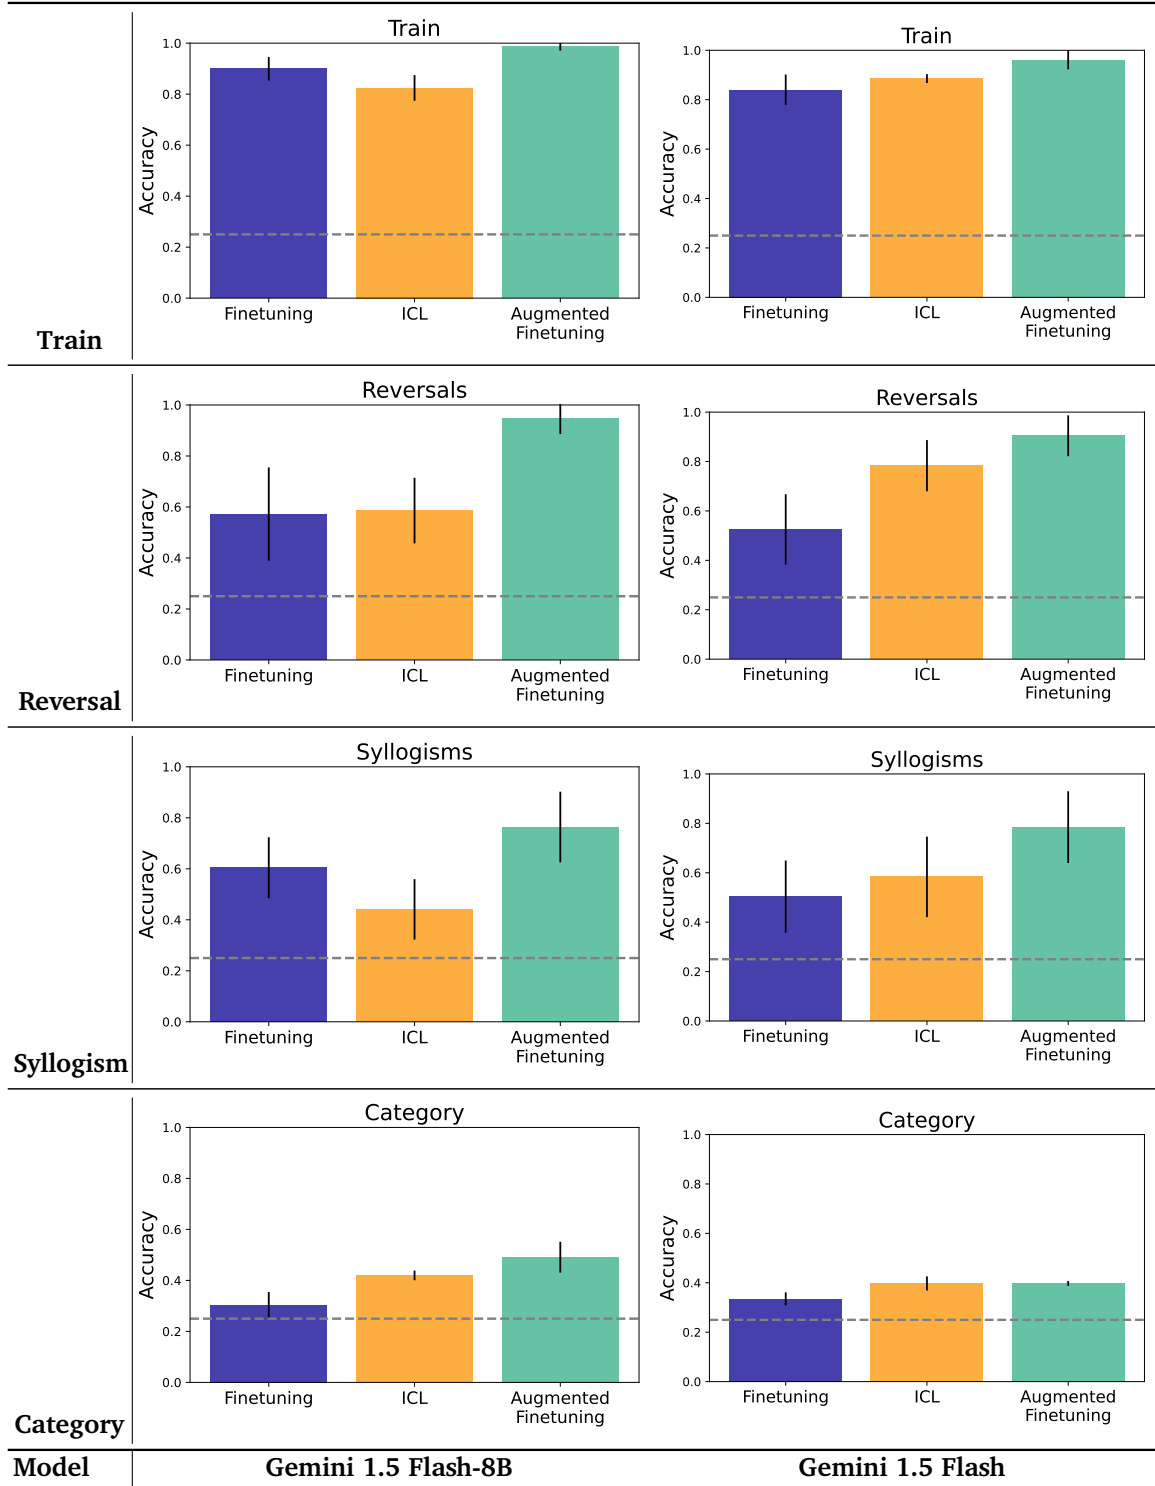 Train
Train
1.0
0.8
0.6
0.4
0.2
0.0
Accuracy
Finetuning ICL Augmented
Finetuning
Train
1.0
0.8
0.6
0.4
0.2
0.0
Accuracy
Finetuning ICL Augmented
Finetuning
Reversal
Reversals
1.0
0.8
0.6
0.4
0.2
0.0
Accuracy
Finetuning ICL Augmented
Finetuning
Reversals
1.0
0.8
0.6
0.4
0.2
0.0
Accuracy
Finetuning ICL Augmented
Finetuning
Syllogism
Syllogisms
1.0
0.8
0.6
0.4
0.2
0.0
Accuracy
Finetuning ICL Augmented
Finetuning
Syllogisms
1.0
0.8
0.6
0.4
0.2
0.0
Accuracy
Finetuning ICL Augmented
Finetuning
Category
Category
1.0
0.8
0.6
0.4
0.2
0.0
Accuracy
Finetuning ICL Augmented
Finetuning
Category
1.0
0.8
0.6
0.4
0.2
0.0
Accuracy
Finetuning ICL Augmented
Finetuning
Model Gemini 1.5 Flash-8B Gemini 1.5 Flash